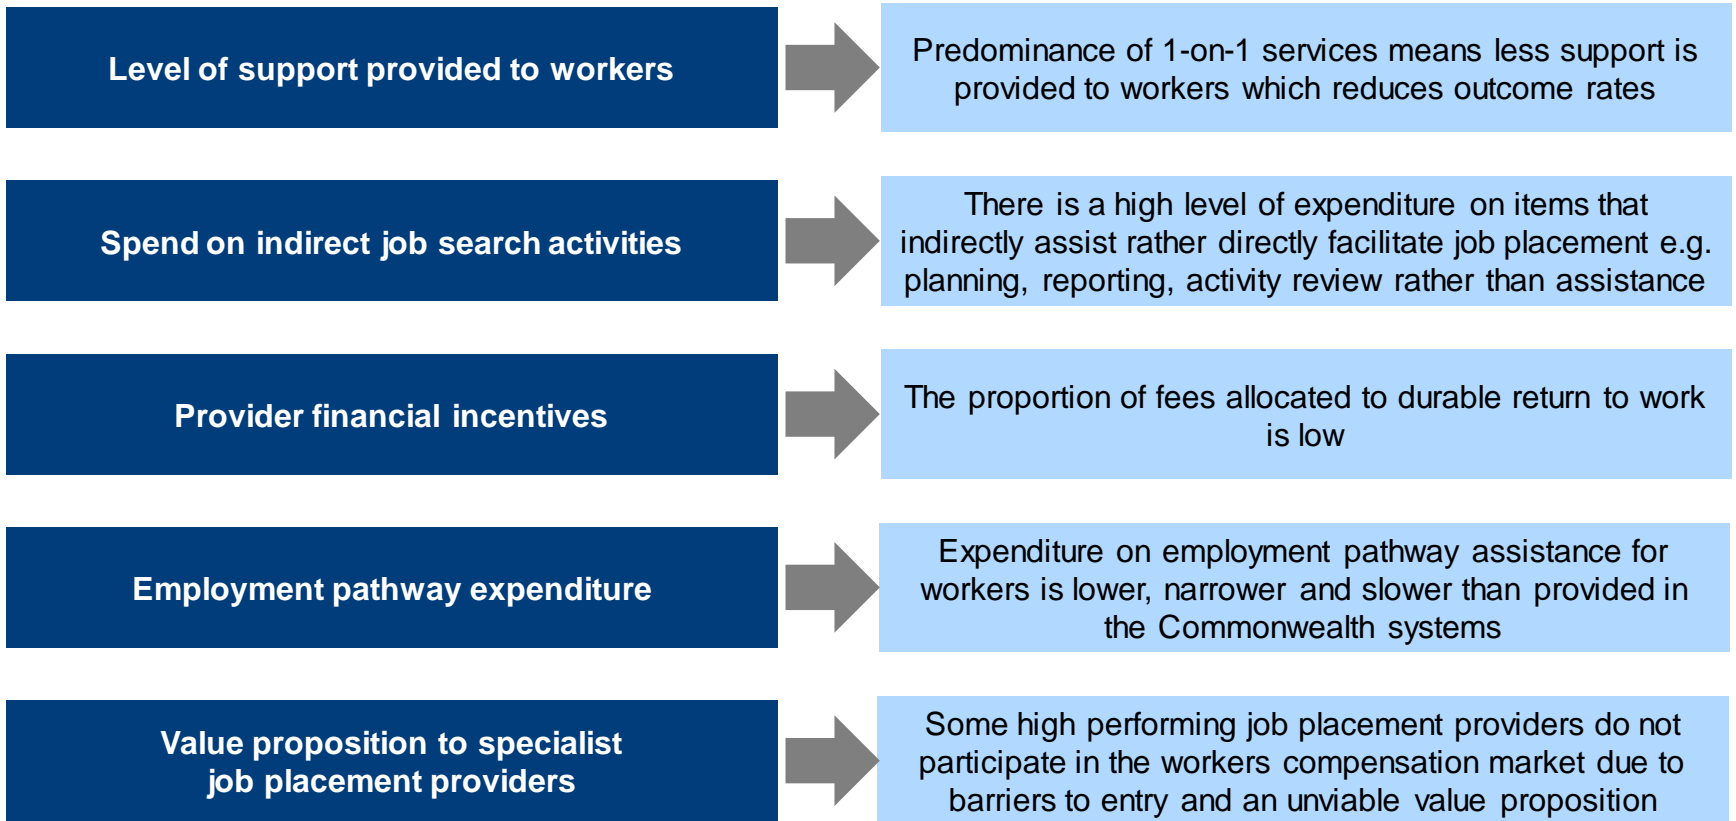 Level of support provided to workers
Predominance of 1-on-1 services means less support is
provided to workers which reduces outcome rates
Spend on indirect job search activities
There is a high level of expenditure on items that
indirectly assist rather directly facilitate job placement e.g.
planning, reporting, activity review rather than assistance
Provider financial incentives
The proportion of fees allocated to durable return to work
is low
Employment pathway expenditure
Expenditure on employment pathway assistance for
workers is lower, narrower and slower than provided in
the Commonwealth systems
Value proposition to specialist
job placement providers
Some high performing job placement providers do not
participate in the workers compensation market due to
barriers to entry and an unviable value proposition